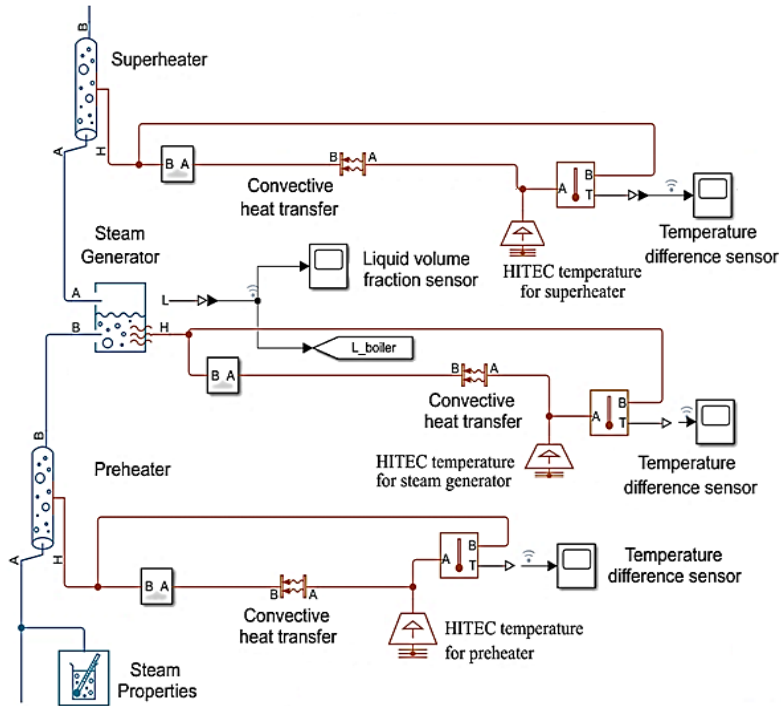 B
Superheater
A
H
B A
B
A
Convective
heat transfer
A
B
T
HITEC temperature
for superheater
Temperature
difference sensor
Steam
Generator
Liquid volume
fraction sensor
A
L
B
H
L_boiler
B A
B
A
Convective
heat transfer
A
B
T
HITEC temperature
for steam generator
Temperature
difference sensor
B
Preheater
A
H
B A
B
A
Convective
heat transfer
A
B
T
Temperature
difference sensor
HITEC temperature
for preheater
Steam
Properties